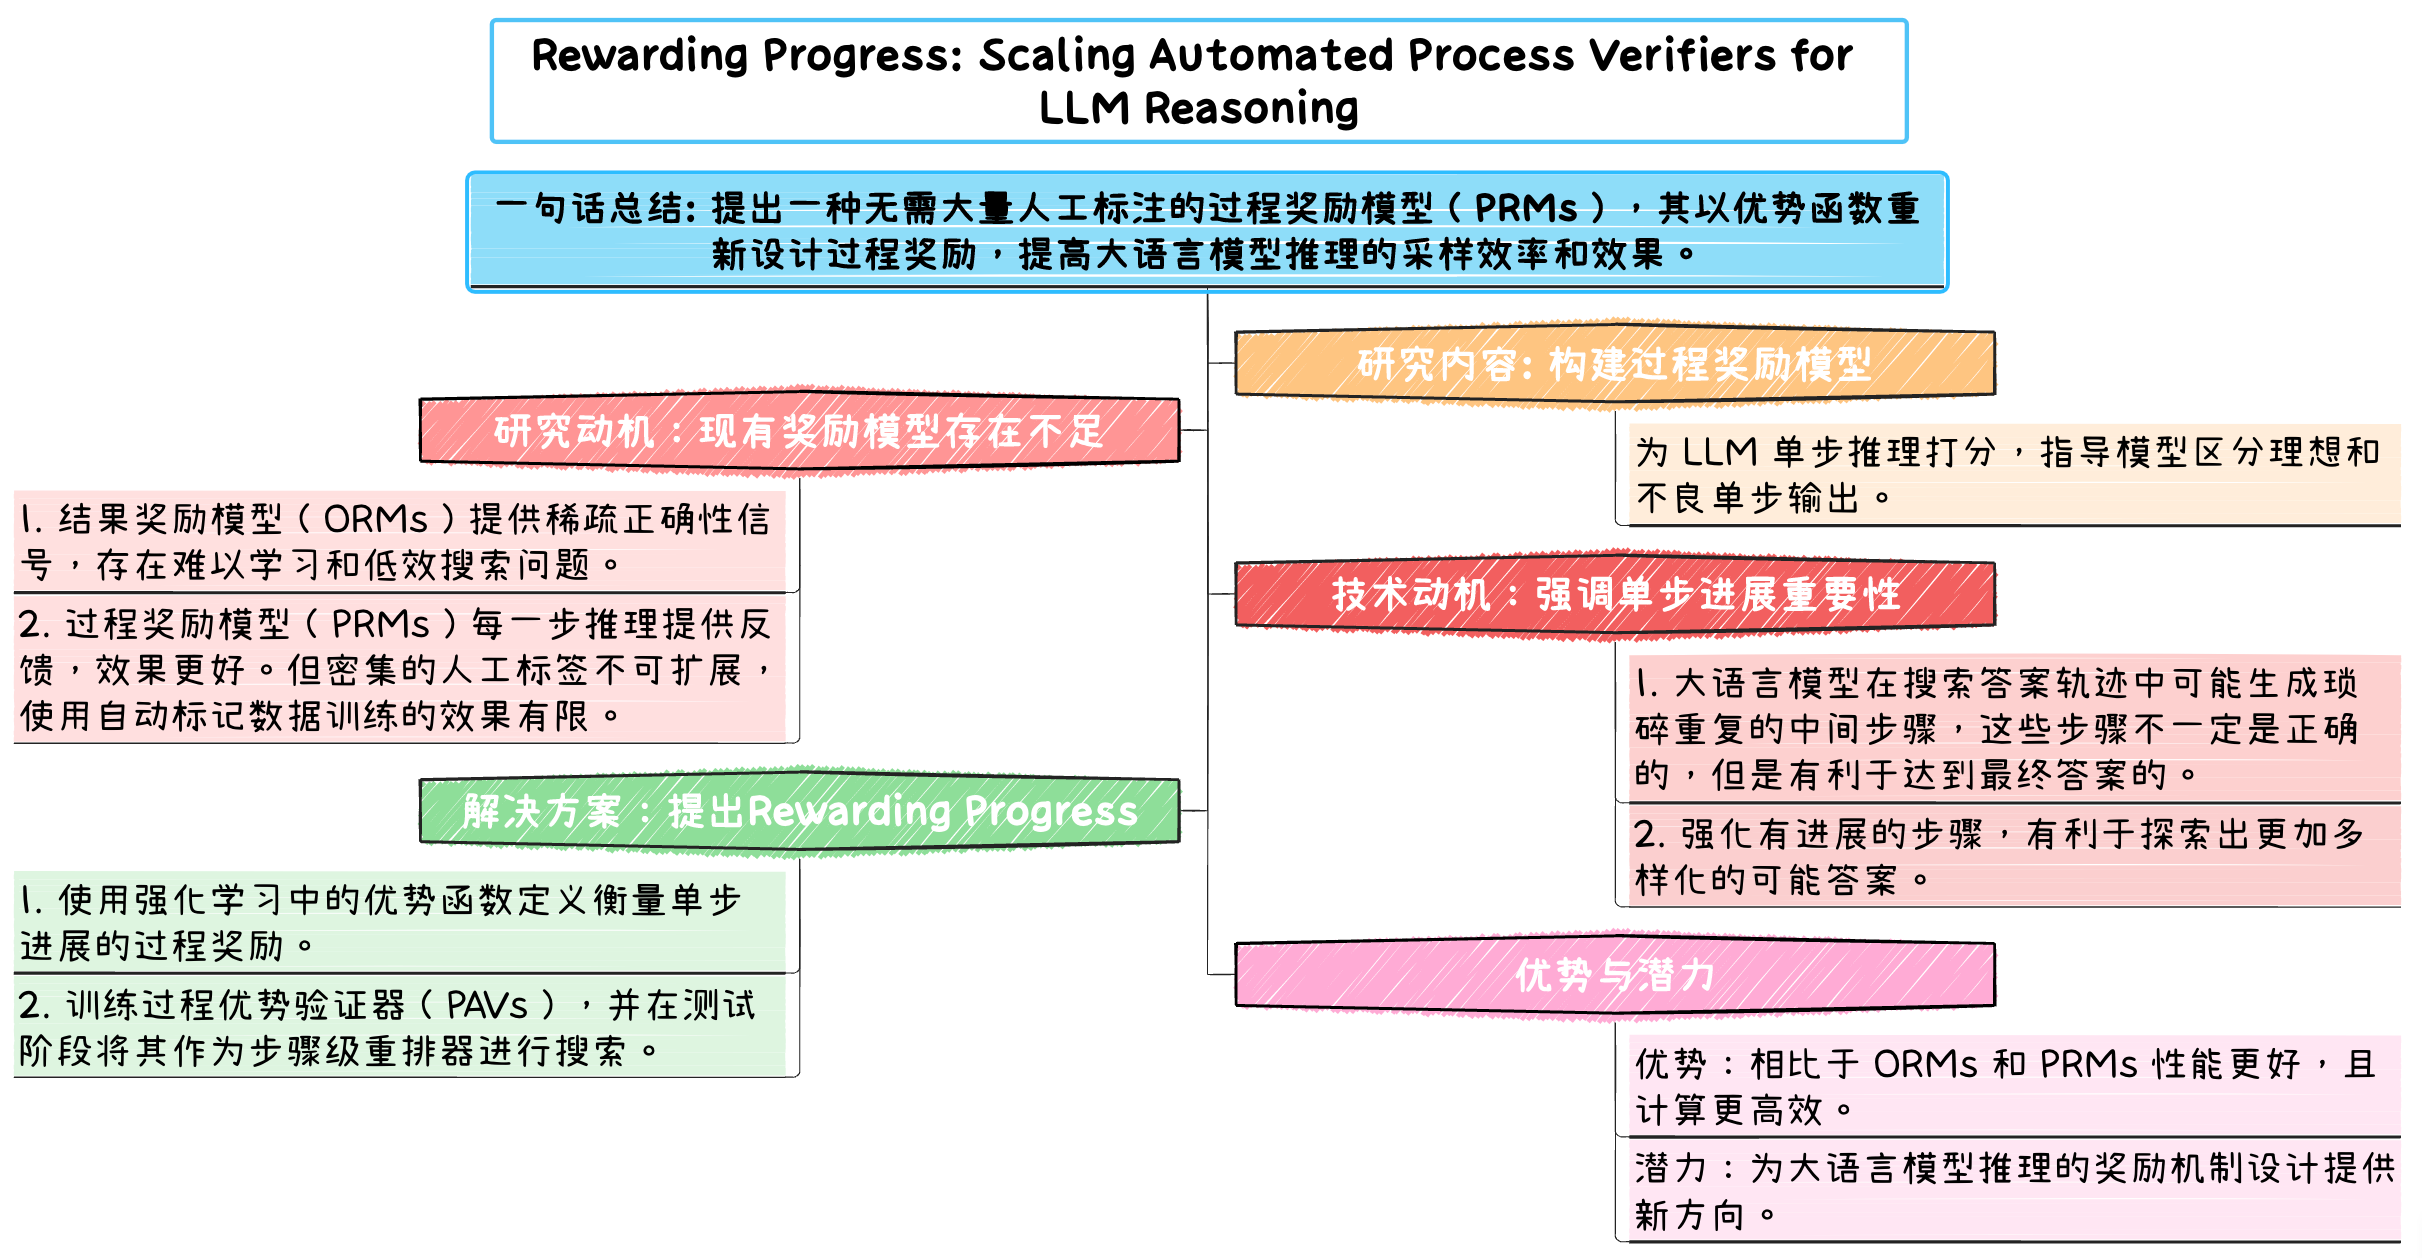 Rewarding Progress: Scaling Automated Process Verifiers for
LLM Reasoning
一句话总结: 提出一种无需大量人工标注的过程奖励模型（PRMs），其以优势函数重
新设计过程奖励，提高大语言模型推理的采样效率和效果。
研究内容: 构建过程奖励模型
为 LLM 单步推理打分，指导模型区分理想和
不良单步输出。
研究动机：现有奖励模型存在不足
1. 结果奖励模型（ORMs）提供稀疏正确性信
号，存在难以学习和低效搜索问题。
2. 过程奖励模型（PRMs）每一步推理提供反
馈，效果更好。但密集的人工标签不可扩展，
使用自动标记数据训练的效果有限。
技术动机：强调单步进展重要性
1. 大语言模型在搜索答案轨迹中可能生成琐
碎重复的中间步骤，这些步骤不一定是正确
的，但是有利于达到最终答案的。
2. 强化有进展的步骤，有利于探索出更加多
样化的可能答案。
解决方案：提出Rewarding Progress
1. 使用强化学习中的优势函数定义衡量单步
进展的过程奖励。
2. 训练过程优势验证器（PAVs），并在测试
阶段将其作为步骤级重排器进行搜索。
优势与潜力
优势：相比于 ORMs 和 PRMs 性能更好，且
计算更高效。
潜力：为大语言模型推理的奖励机制设计提供
新方向。